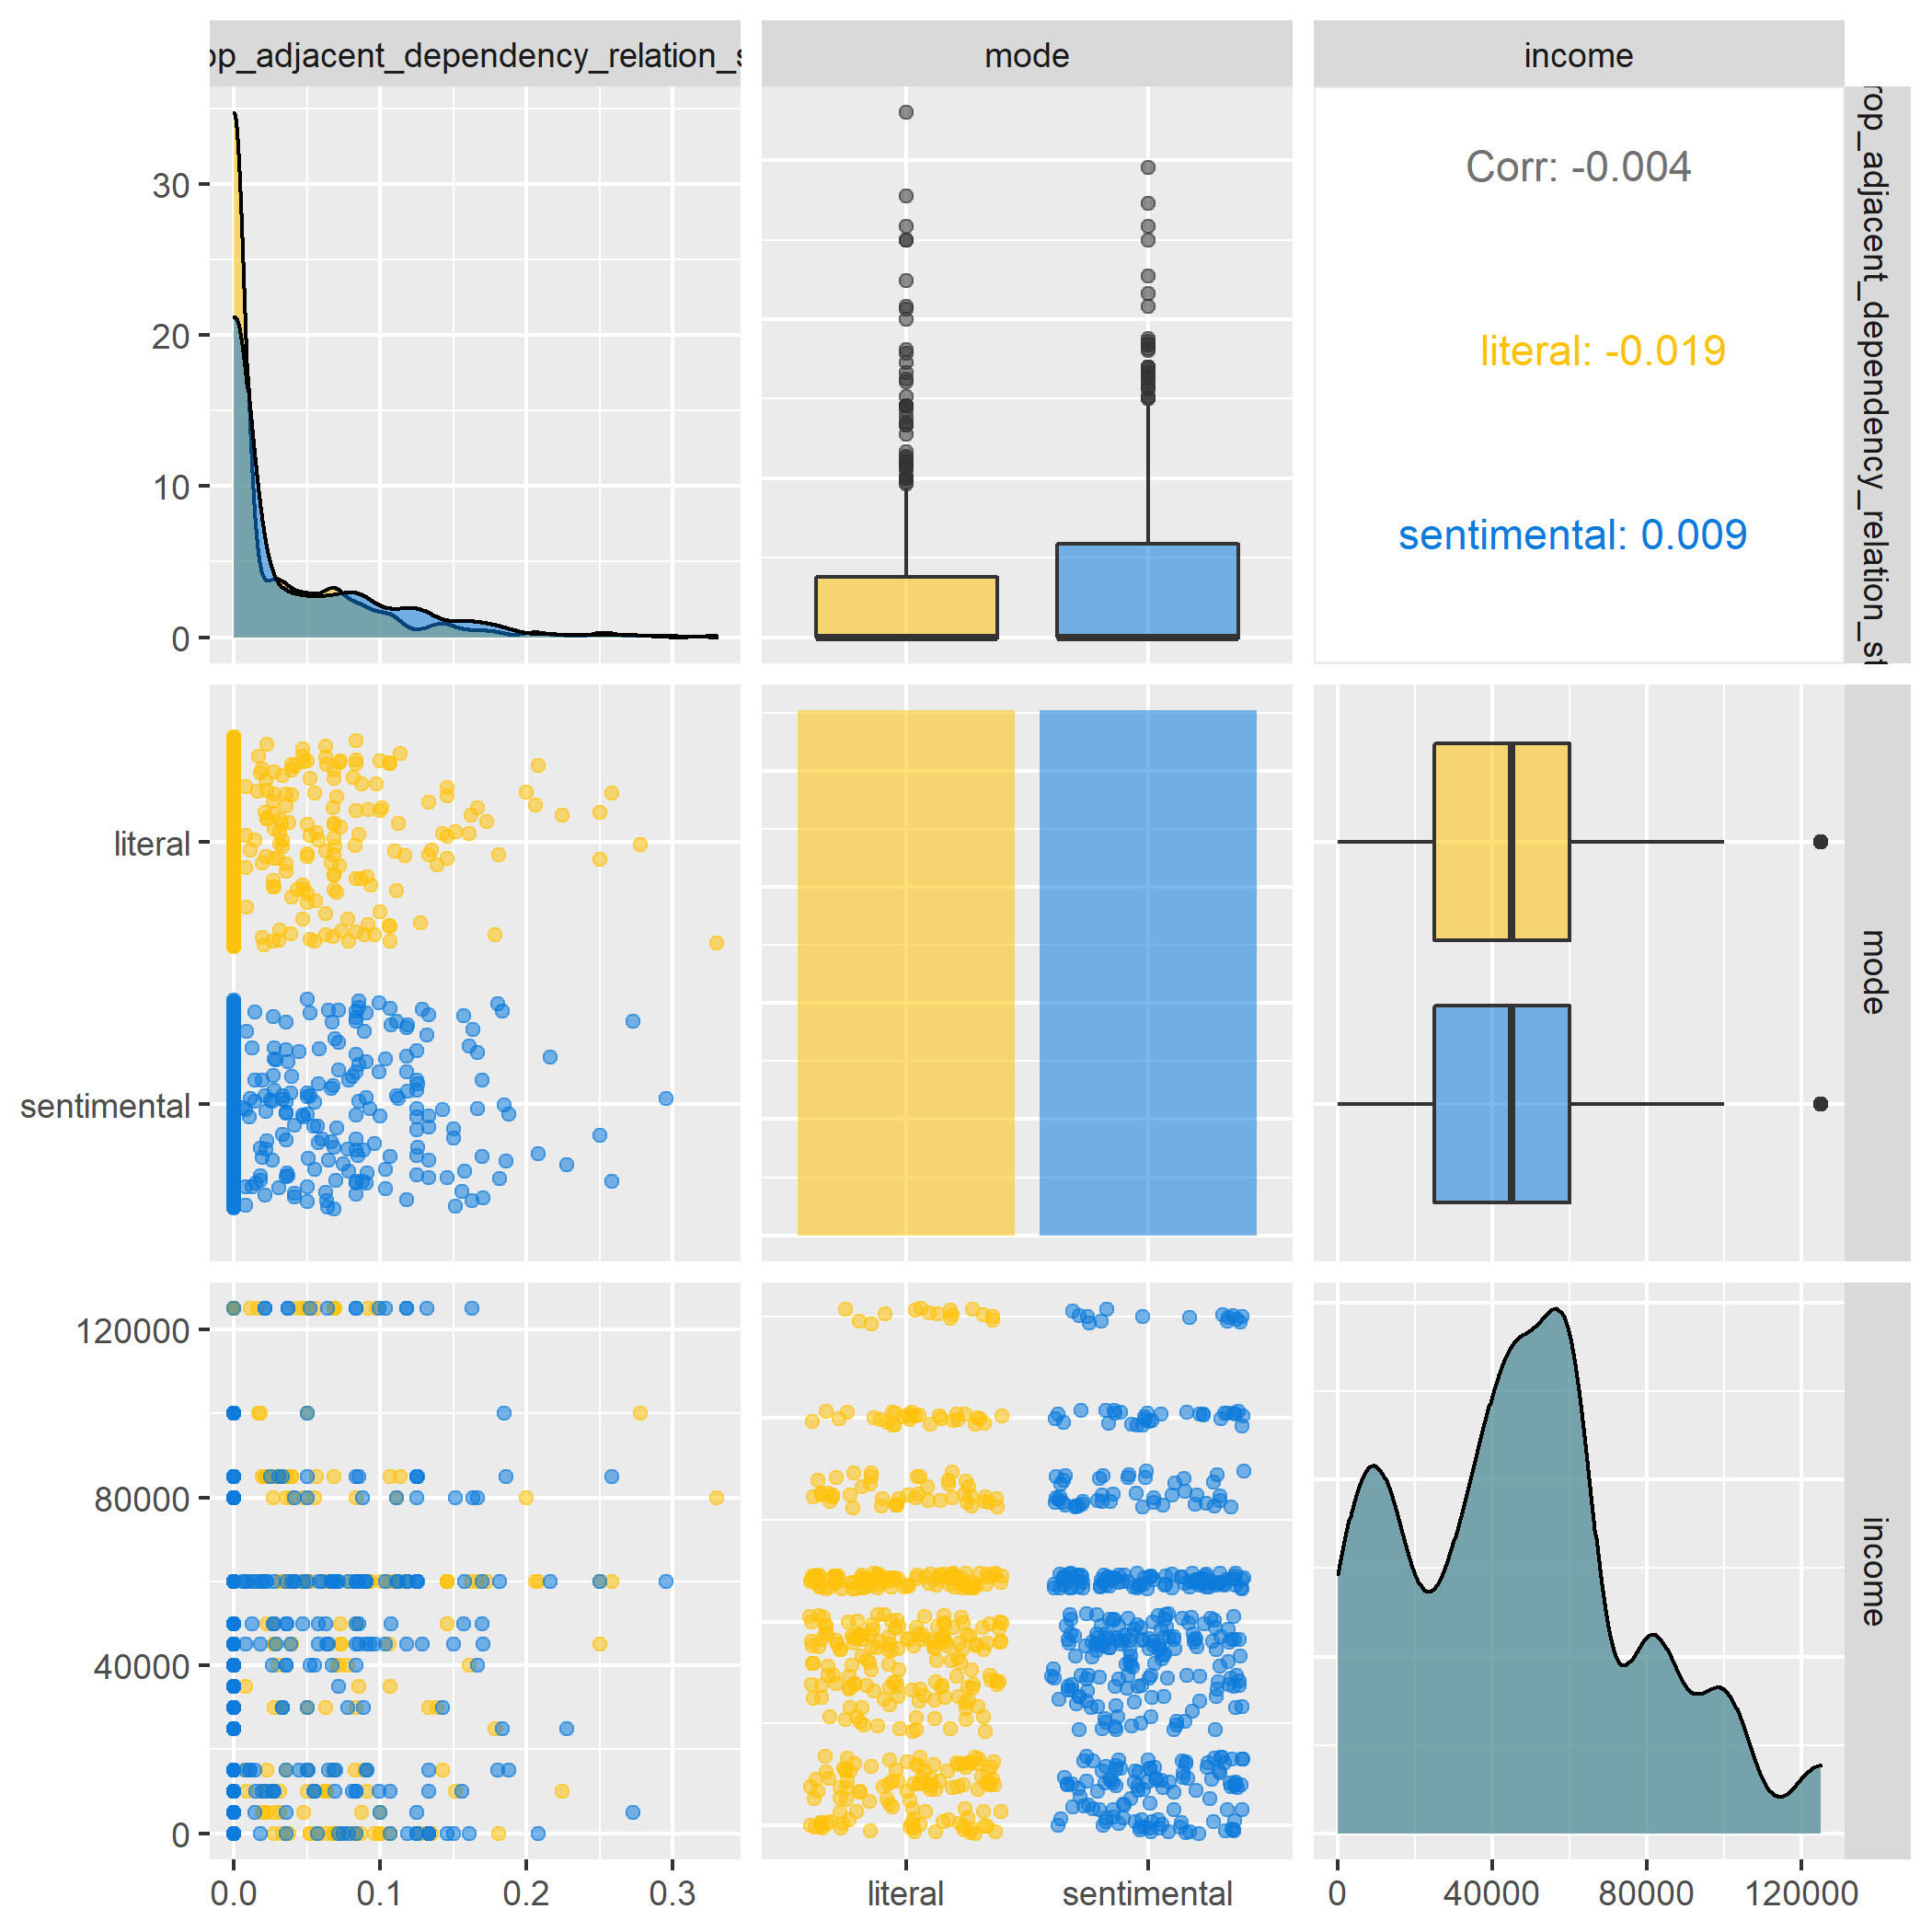 op_adjacent_dependency_relation_s
mode
income
30
20
10
0
Corr: -0.004
literal: -0.019
sentimental: 0.009
rop_adjacent_dependency_relation_st
literal
sentimental
mode
120000
80000
40000
0
income
0.0
0.1
0.2
0.3
literal
sentimental
0
40000
80000
120000